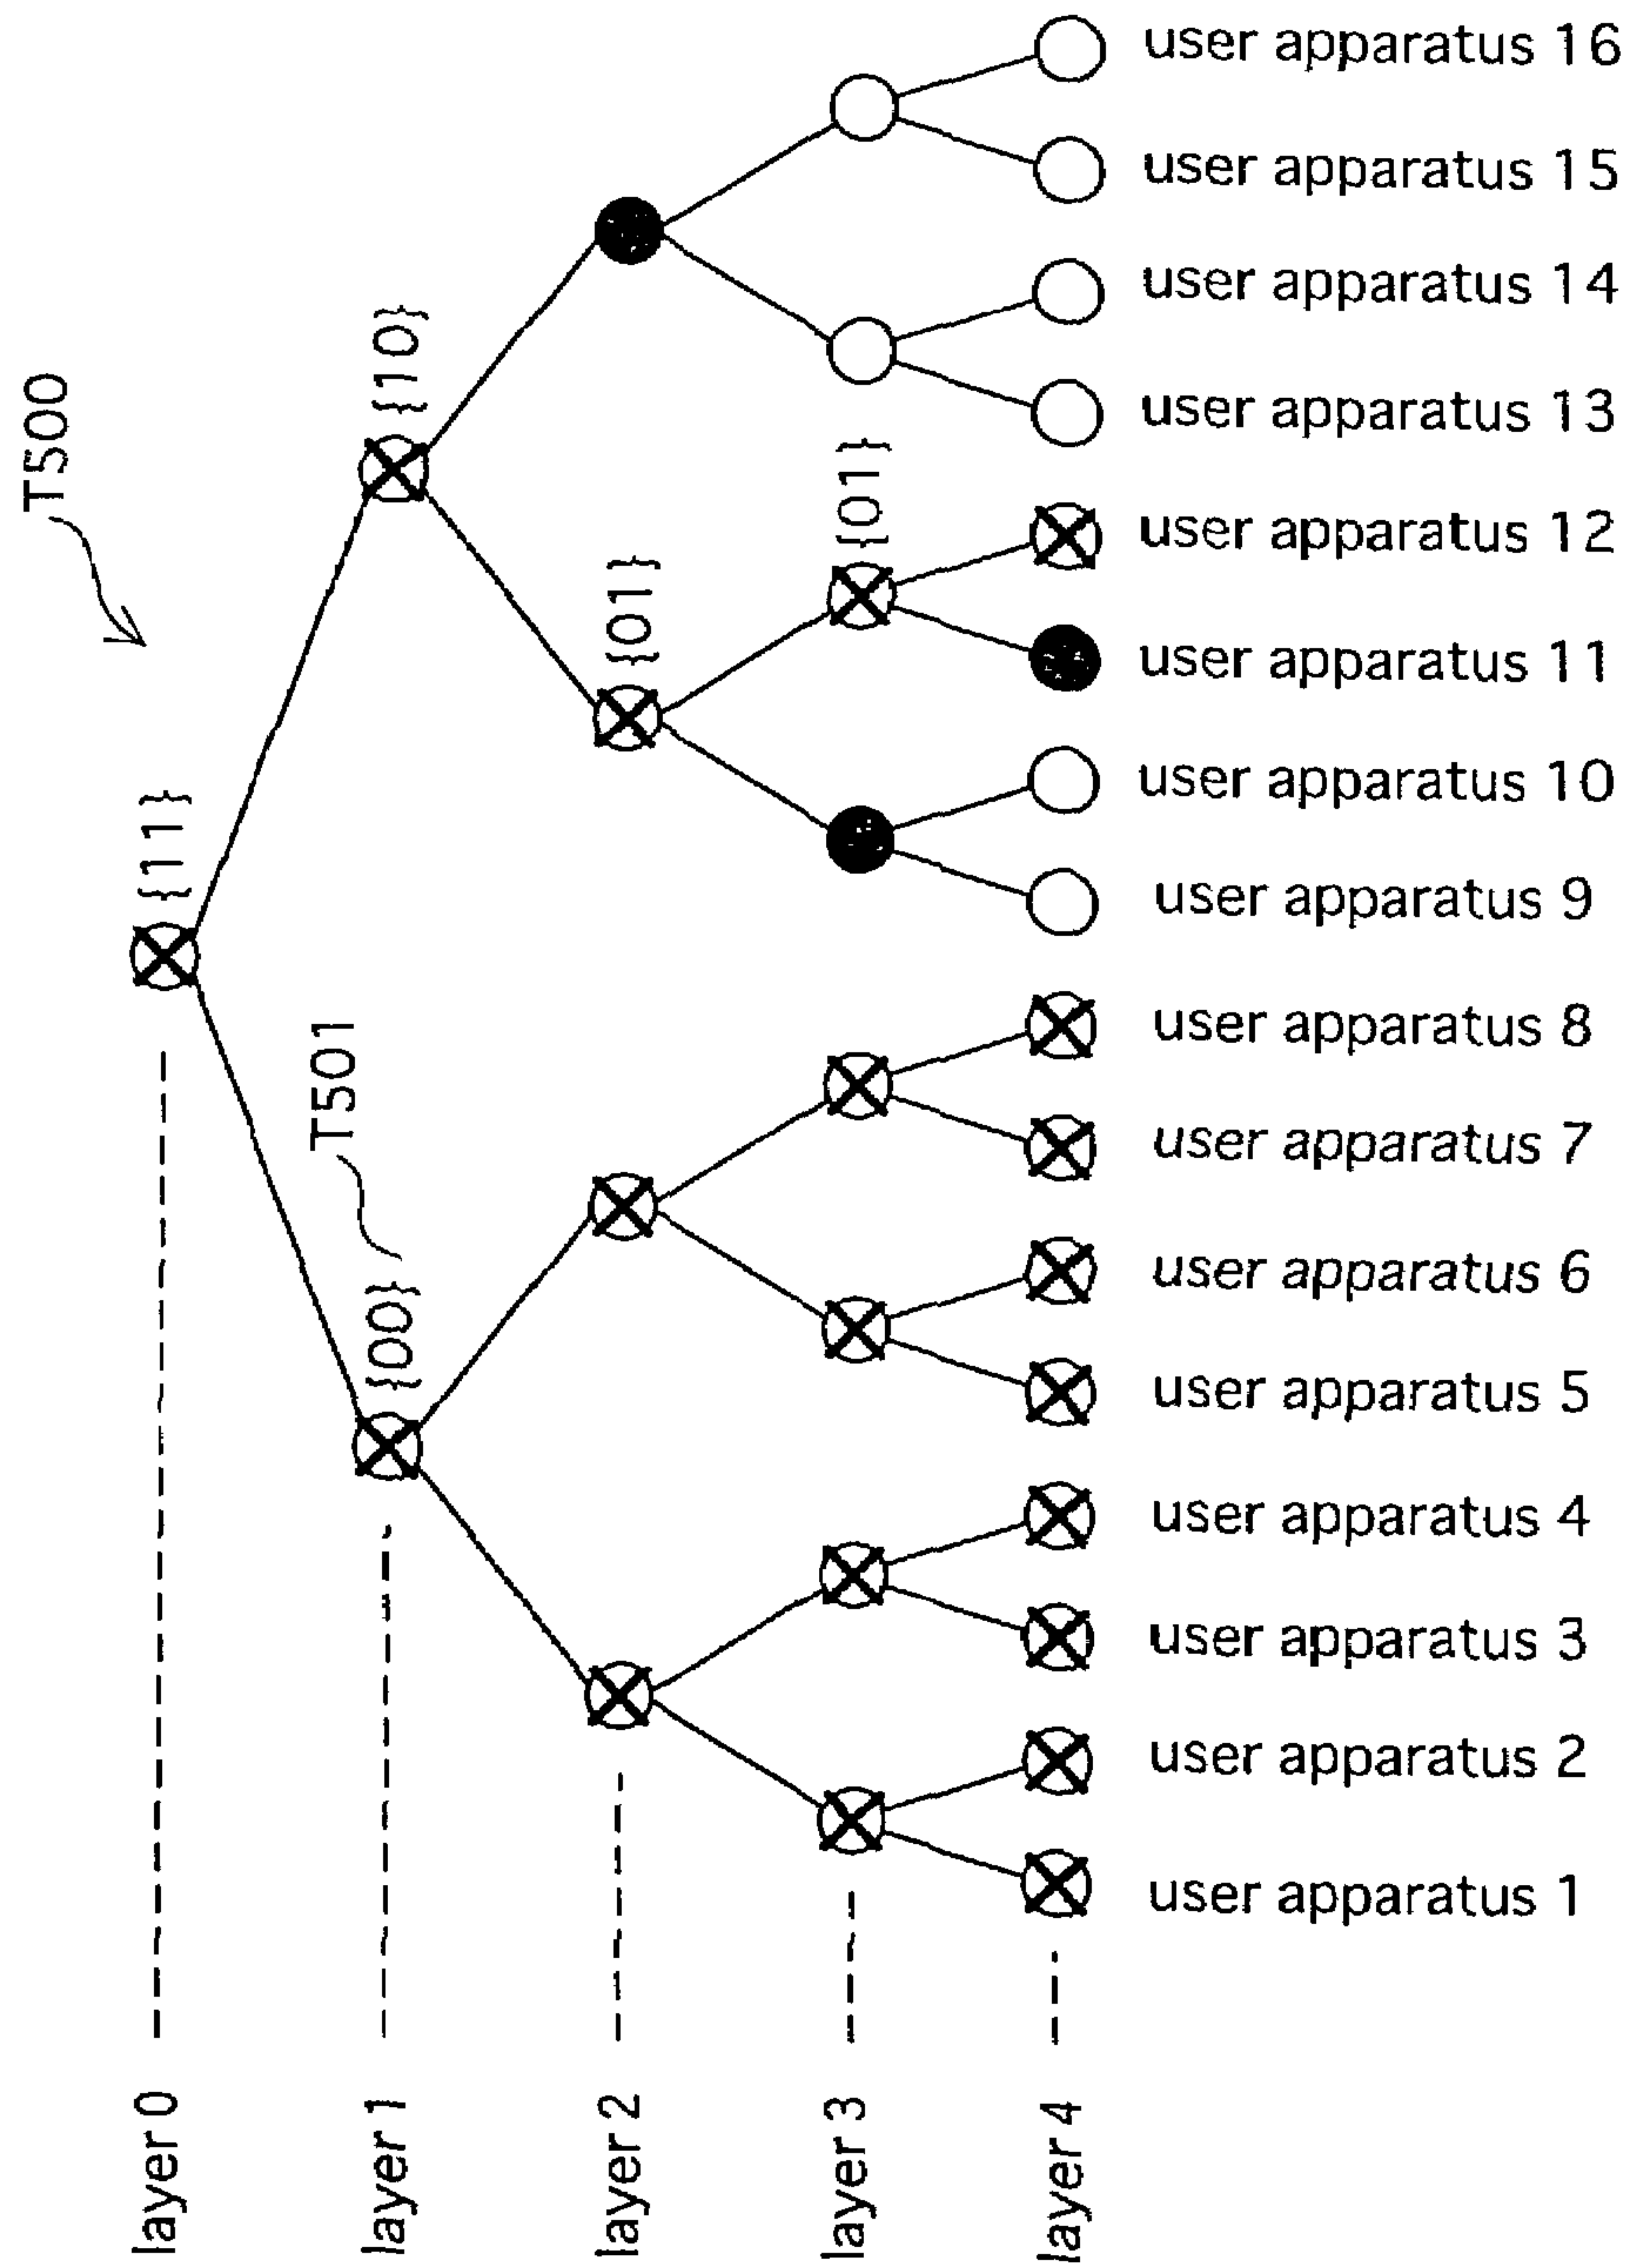 T500
{11}
{10}
T501
{00}
{01}
{01}
layer 0
layer 1
layer 2
layer 3
layer 4
user apparatus 16
user apparatus 15
user apparatus 14
user apparatus 13
user apparatus 12
user apparatus 11
user apparatus 10
user apparatus 9
user apparatus 8
user apparatus 7
user apparatus 6
user apparatus 5
user apparatus 4
user apparatus 3
user apparatus 2
user apparatus 1